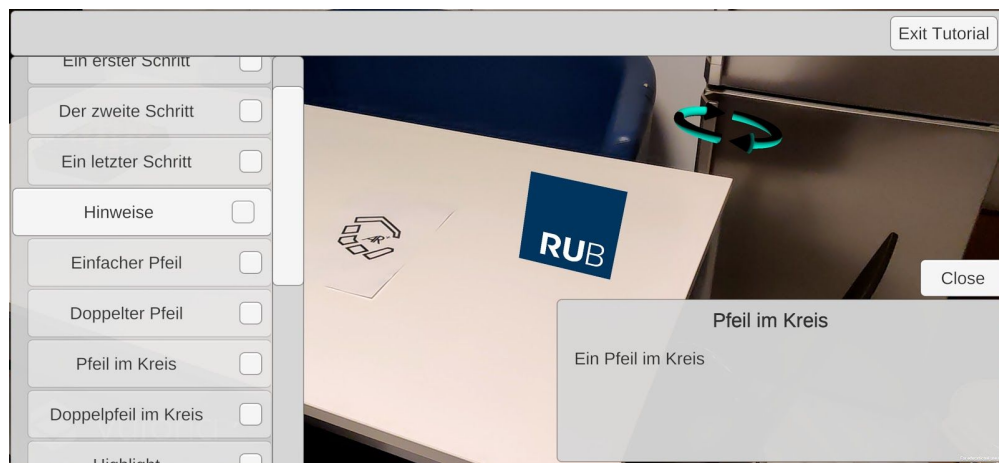 Exit Tutorial
Ein erster Schritt
Der zweite Schritt
Ein letzter Schritt
Hinweise
Einfacher Pfeil
Doppelter Pfeil
Pfeil im Kreis
Doppelpfeil im Kreis
Highlight
RUB
Close
Pfeil im Kreis
Ein Pfeil im Kreis